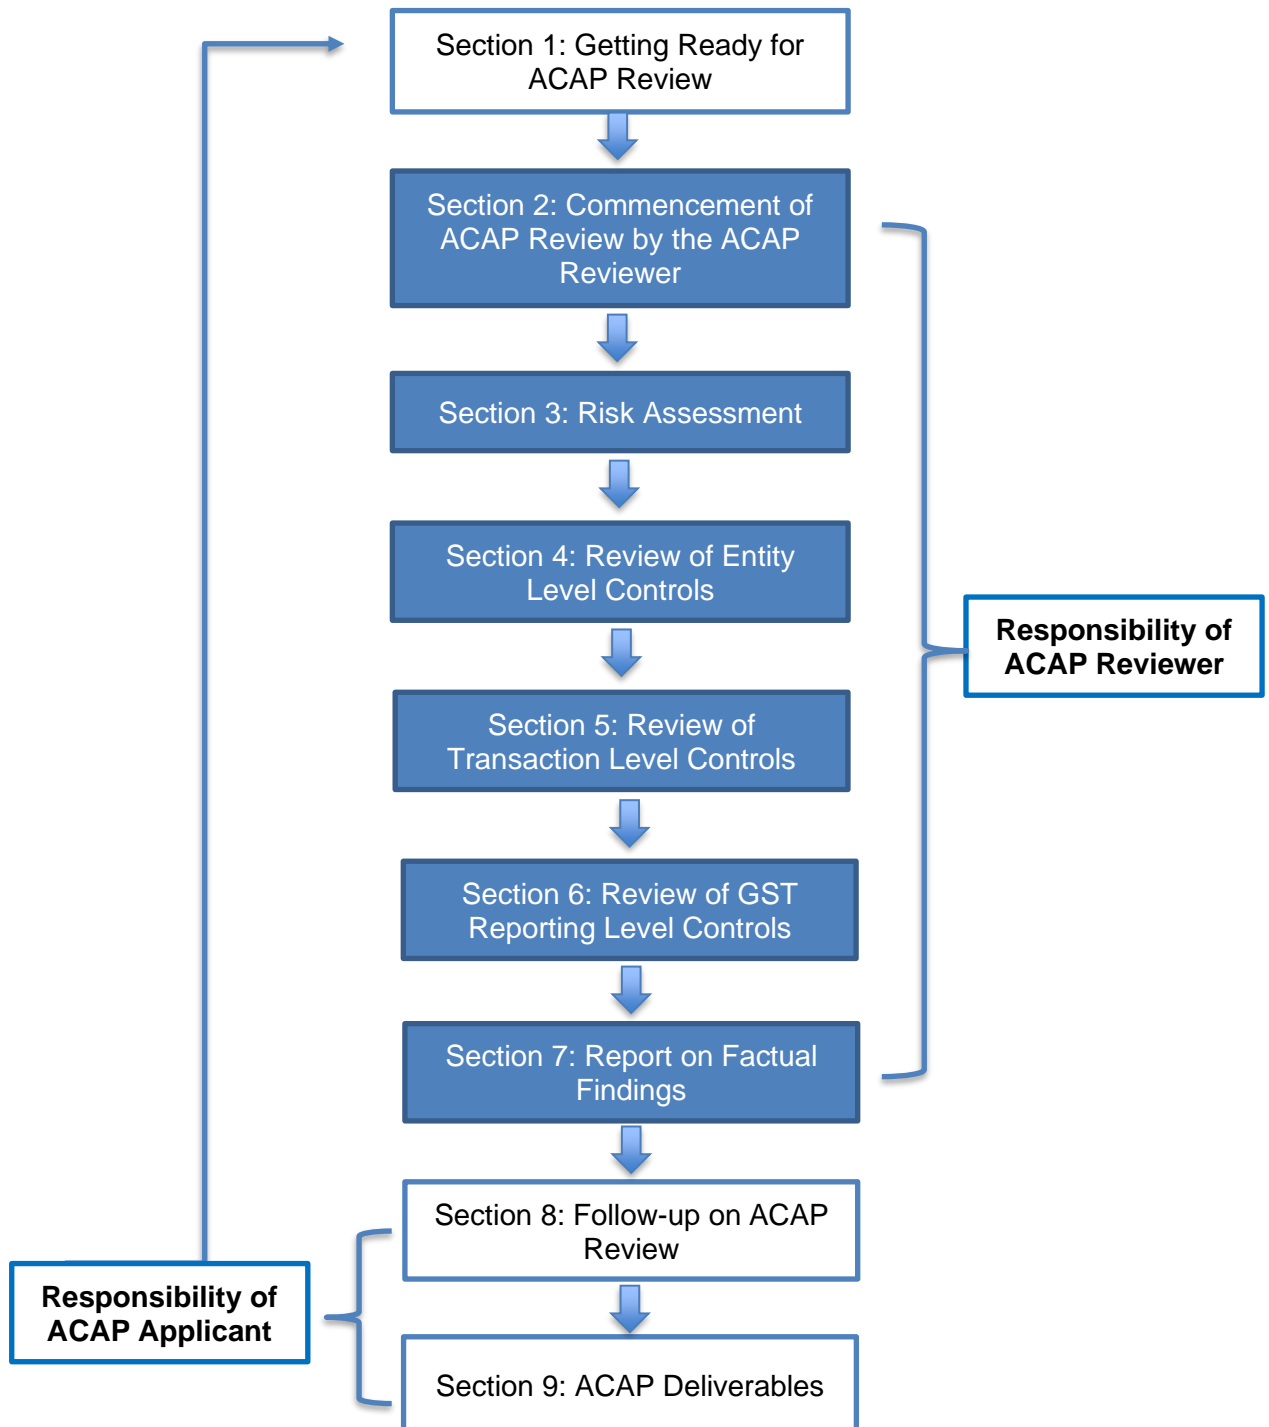 Section 1: Getting Ready for
ACAP Review
Section 2: Commencement of
ACAP Review by the ACAP
Reviewer
Section 3: Risk Assessment
Section 4: Review of Entity
Level Controls
Responsibility of
ACAP Reviewer
Section 5: Review of
Transaction Level Controls
Section 6: Review of GST
Reporting Level Controls
Section 7: Report on Factual
Findings
Section 8: Follow-up on ACAP
Review
Responsibility of
ACAP Applicant
Section 9: ACAP Deliverables